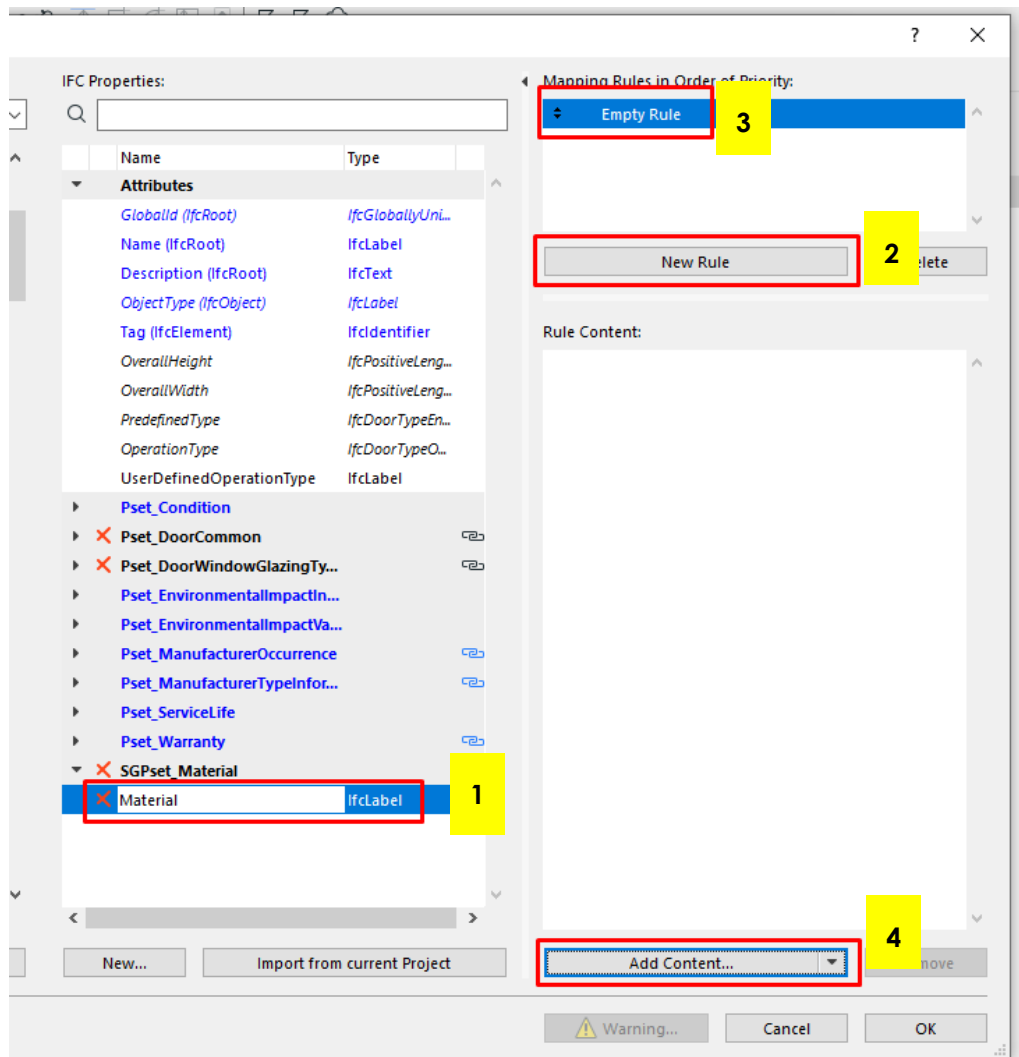 ?
IFC Properties:
Mapping Rules in Order of Priority:
Empty Rule
3
Name Type
Attributes
GlobalId (IfcRoot) IfcGloballyUni...
Name (IfcRoot) IfcLabel
Description (IfcRoot) IfcText
ObjectType (IfcObject) IfcLabel
Tag (IfcElement) IfcIdentifier
OverallHeight IfcPositiveLeng...
OverallWidth IfcPositiveLeng...
PredefinedType IfcDoorTypeEn...
OperationType IfcDoorTypeO...
UserDefinedOperationType IfcLabel
Pset_Condition
Pset_DoorCommon
Pset_DoorWindowGlazingTy...
Pset_EnvironmentalImpactIn...
Pset_EnvironmentalImpactVa...
Pset_ManufacturerOccurrence
Pset_ManufacturerTypeInfor...
Pset_ServiceLife
Pset_Warranty
SGPset_Material
Material IfcLabel
1
New Rule
2
elete
Rule Content:
4
New...
Import from current Project
Add Content...
move
Warning...
Cancel
OK